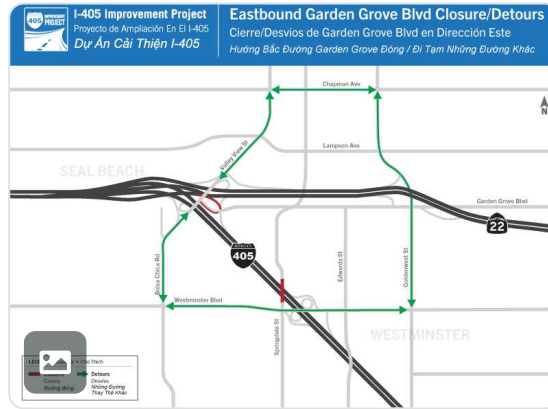 405
IMPROVEMENT
PROJECT
I-405 Improvement Project
Proyecto de Ampliación En El I-405
Dự Án Cải Thiện I-405
Eastbound Garden Grove Blvd Closure/Detours
Cierre/Desvios de Garden Grove Blvd en Dirección Este
Hướng Bắc Đường Garden Grove Đóng / Đi Tạm Những Đường Khác
Chapman Ave
N
Valley View St
Lampson Ave
SEAL BEACH
Garden Grove Blvd
22
405
Bolsa Chica Rd
Edwards St
Goldenwest St
Westminster Blvd
Springdale St
WESTMINSTER
Chú Thích
Cierres
Đường đóng
Detours
Desvíos
Những Đường
Thay Thế Khác